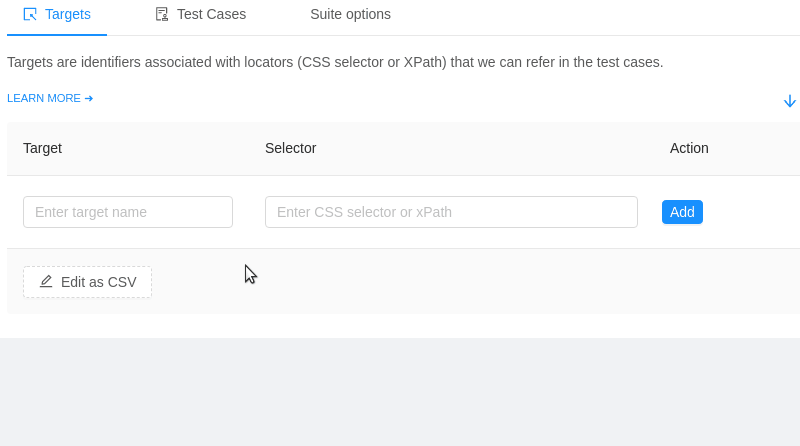 Targets Test Cases Suite options
Targets are identifiers associated with locators (CSS selector or XPath) that we can refer in the test cases.
LEARN MORE ➔
Target Selector Action
Enter target name Enter CSS selector or xPath Add
Edit as CSV